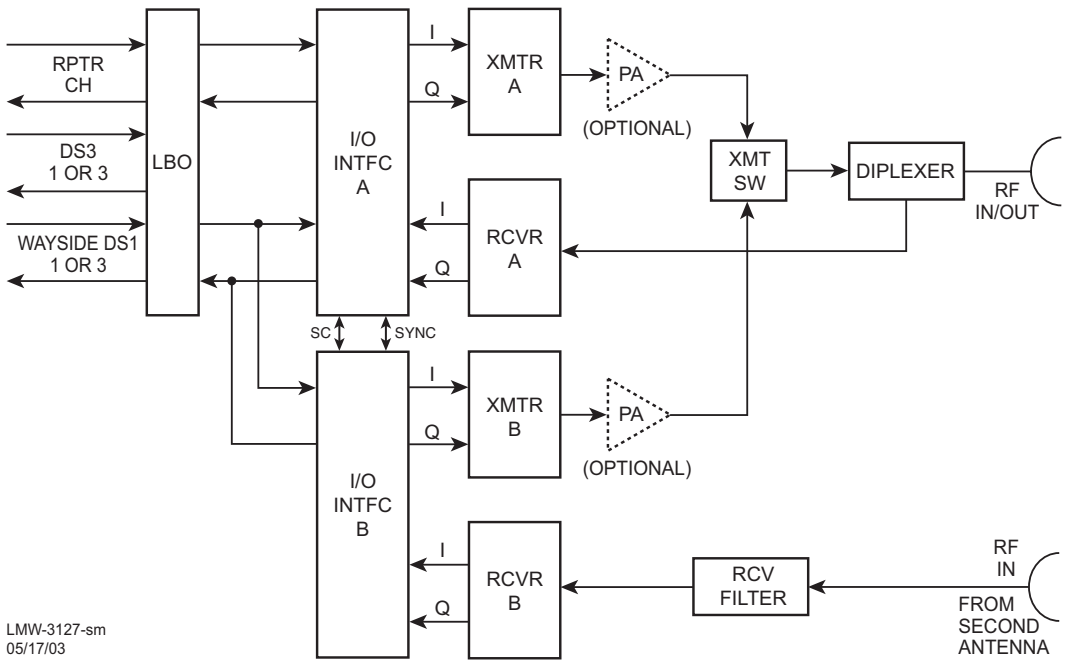 RPTR
CH
DS3
1 OR 3
WAYSIDE DS1
1 OR 3
LBO
I/O
INTFC
A
I
Q
XMTR
A
PA
(OPTIONAL)
XMT
SW
DIPLEXER
RF
IN/OUT
I
Q
RCVR
A
SC
SYNC
I/O
INTFC
B
I
Q
XMTR
B
PA
(OPTIONAL)
I
Q
RCVR
B
RCV
FILTER
RF
IN
FROM
SECOND
ANTENNA
LMW-3127-sm
05/17/03